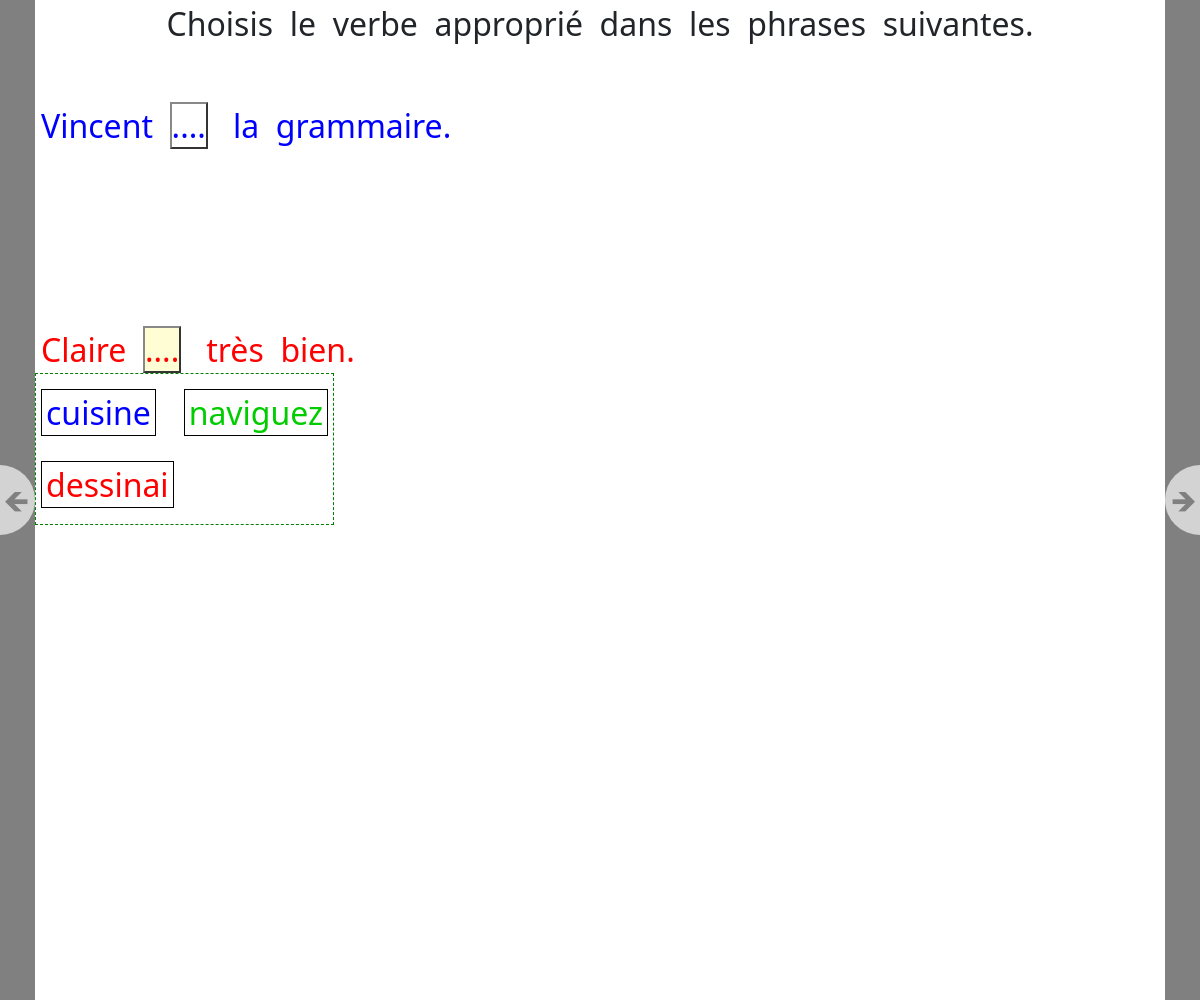 Choisis le verbe approprié dans les phrases suivantes.
Vincent .... la grammaire.
Claire .... très bien.
cuisine naviguez
dessinai